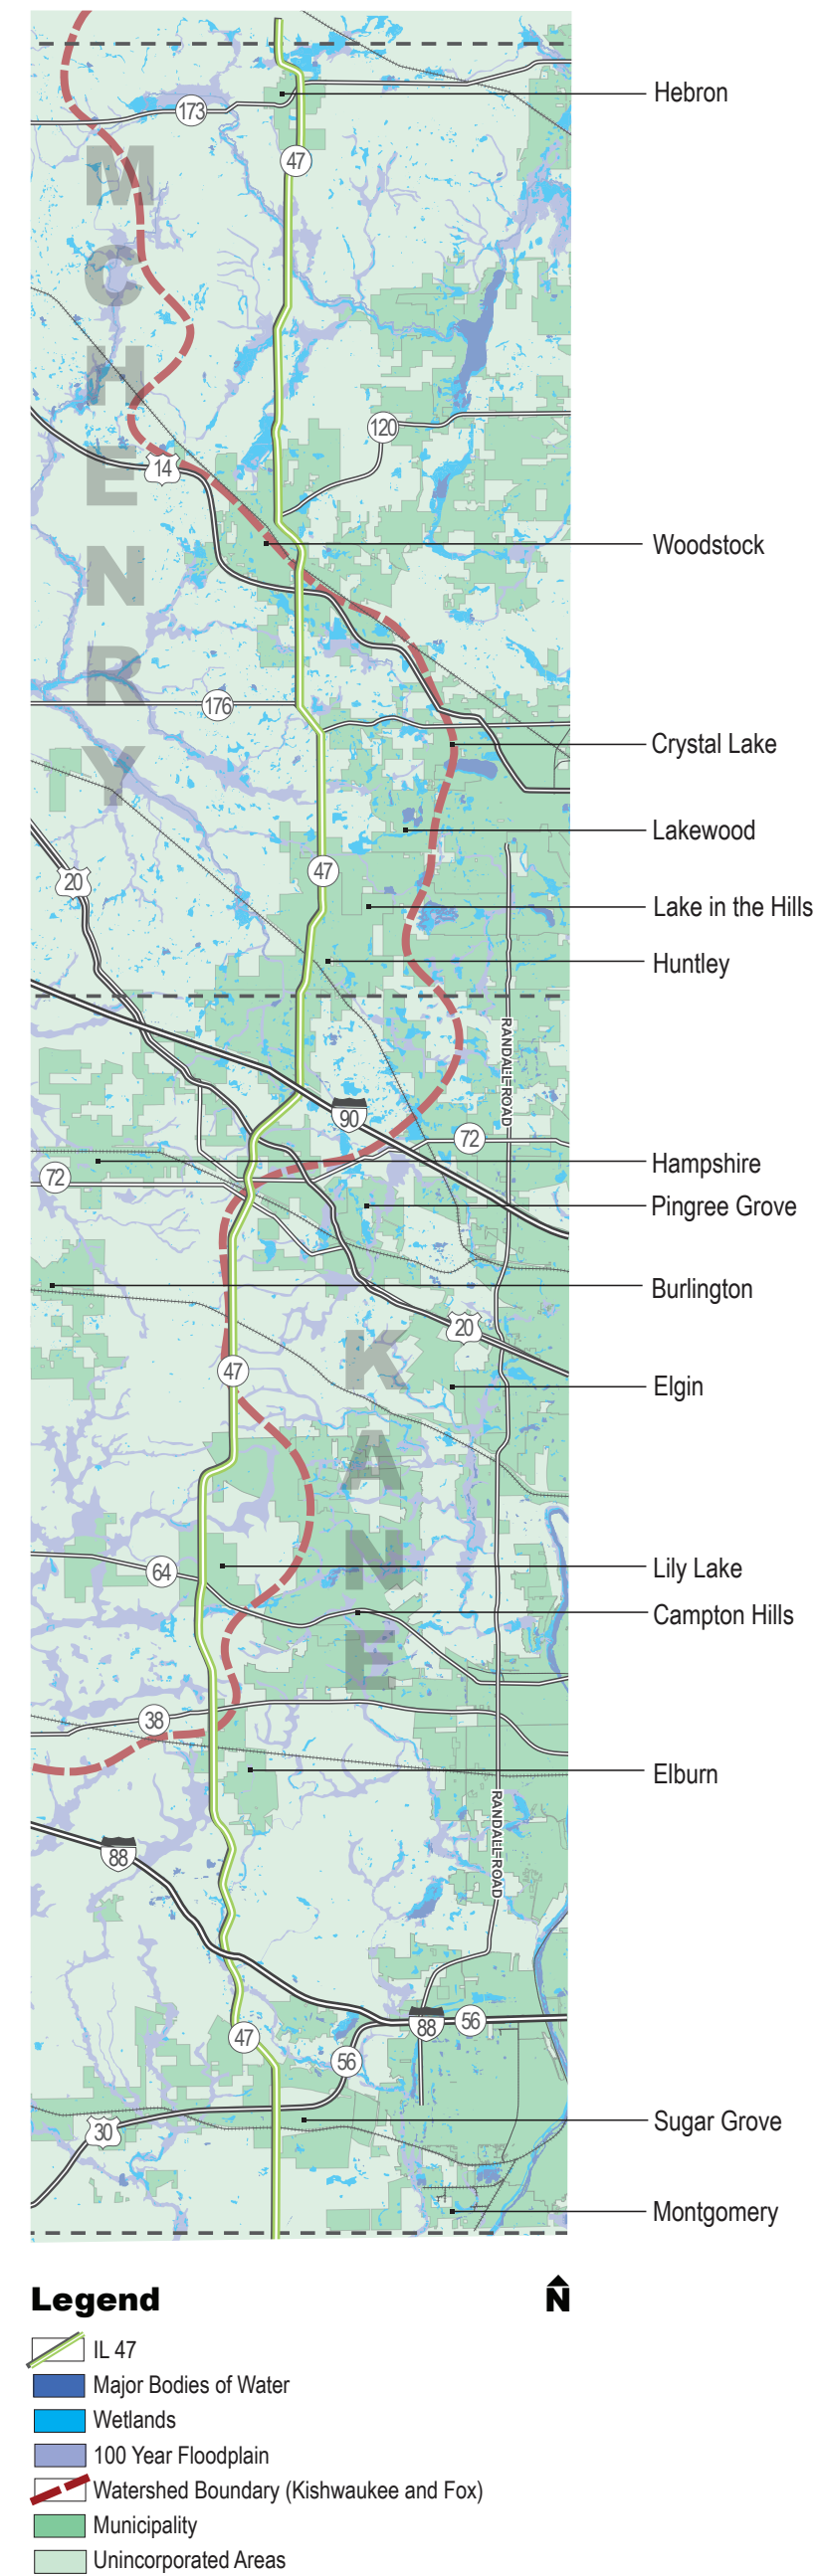 Hebron
173
47
MCHENRY
120
14
Woodstock
176
Crystal Lake
Lakewood
47
20
Lake in the Hills
Huntley
RANDALL ROAD
90
72
Hampshire
72
Pingree Grove
Burlington
20
KANE
47
Elgin
64
Lily Lake
Campton Hills
38
Elburn
RANDALL ROAD
88
88
56
47
56
30
Sugar Grove
Montgomery
Legend
N
IL 47
Major Bodies of Water
Wetlands
100 Year Floodplain
Watershed Boundary (Kishwaukee and Fox)
Municipality
Unincorporated Areas